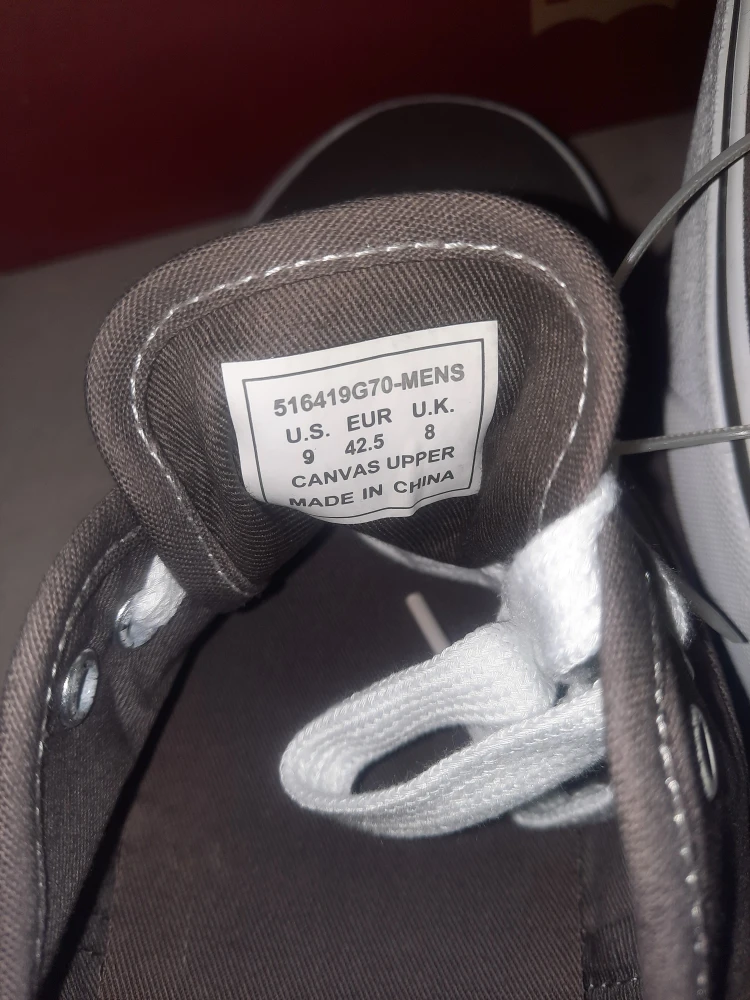 516419G70-MENS
U.S. EUR U.K.
9 42.5 8
CANVAS UPPER
MADE IN CHINA